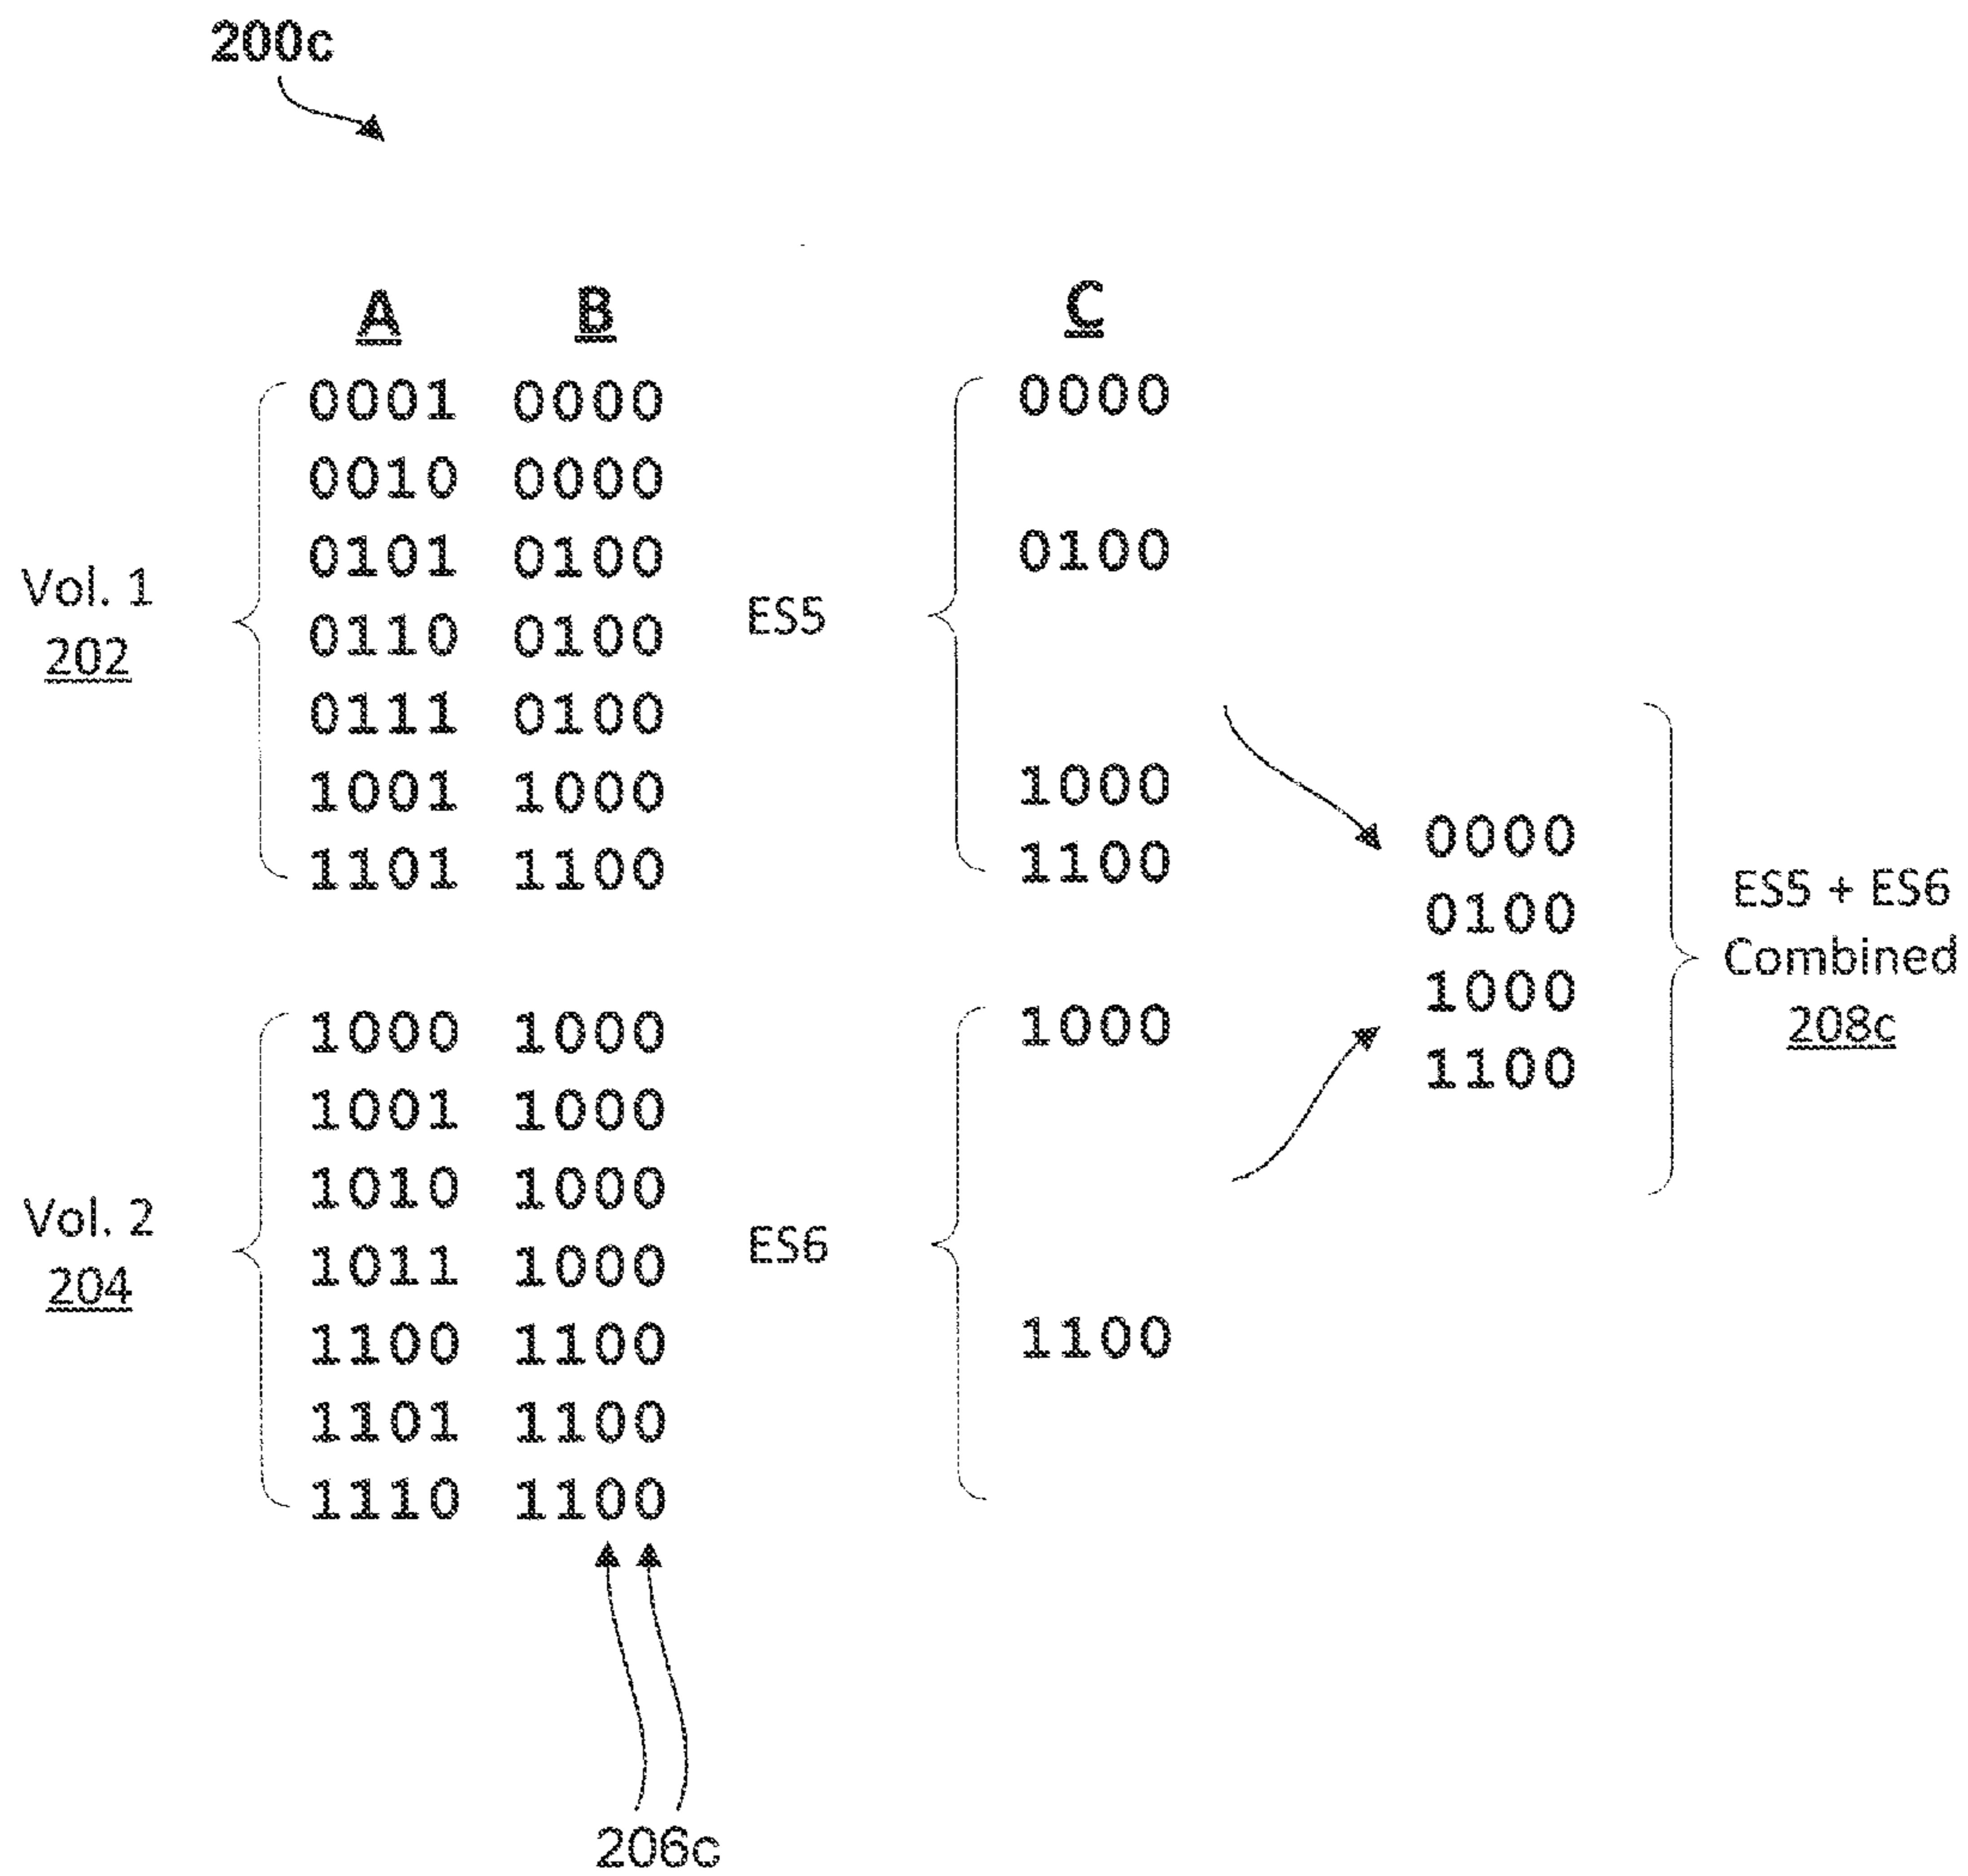 200c
A B C
0001 0000 0000
0010 0000
0101 0100 0100
Vol. 1
202
0110 0100 ES5
0111 0100
1001 1000 1000
1101 1100 1100
0000
0100
1000
1100
ES5 + ES6
Combined
208c
1000 1000 1000
1001 1000
1010 1000
Vol. 2
204
1011 1000 ES6
1100 1100 1100
1101 1100
1110 1100
206c